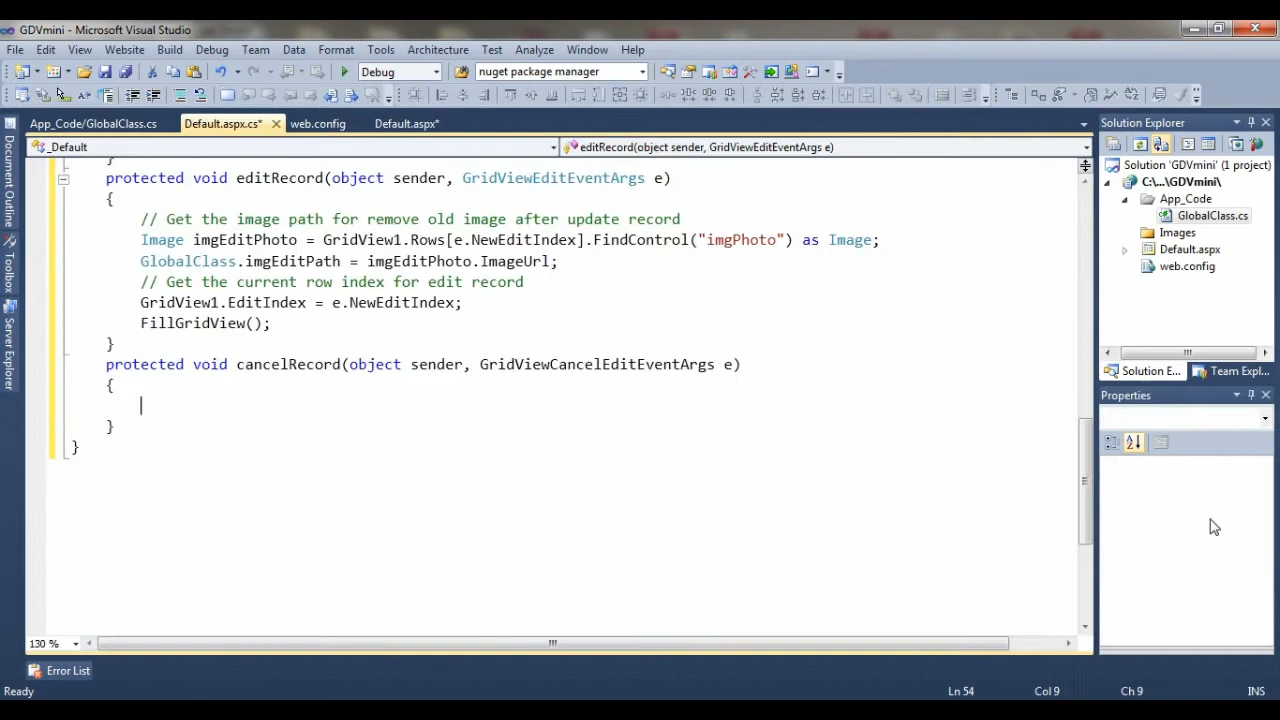 GDVmini - Microsoft Visual Studio
File Edit View Website Build Debug Team Data Format Tools Architecture Test Analyze Window Help
Debug nuget package manager
App_Code/GlobalClass.cs Default.aspx.cs* web.config Default.aspx*
_Default editRecord(object sender, GridViewEditEventArgs e)
}
protected void editRecord(object sender, GridViewEditEventArgs e)
{
// Get the image path for remove old image after update record
Image imgEditPhoto = GridView1.Rows[e.NewEditIndex].FindControl("imgPhoto") as Image;
GlobalClass.imgEditPath = imgEditPhoto.ImageUrl;
// Get the current row index for edit record
GridView1.EditIndex = e.NewEditIndex;
FillGridView();
}
protected void cancelRecord(object sender, GridViewCancelEditEventArgs e)
{
}
}
130 %
Error List
Ready Ln 54 Col 9 Ch 9 INS
Document Outline
Toolbox
Server Explorer
Solution Explorer
Solution 'GDVmini' (1 project)
C:\...\GDVmini\
App_Code
GlobalClass.cs
Images
Default.aspx
web.config
Solution E... Team Expl...
Properties